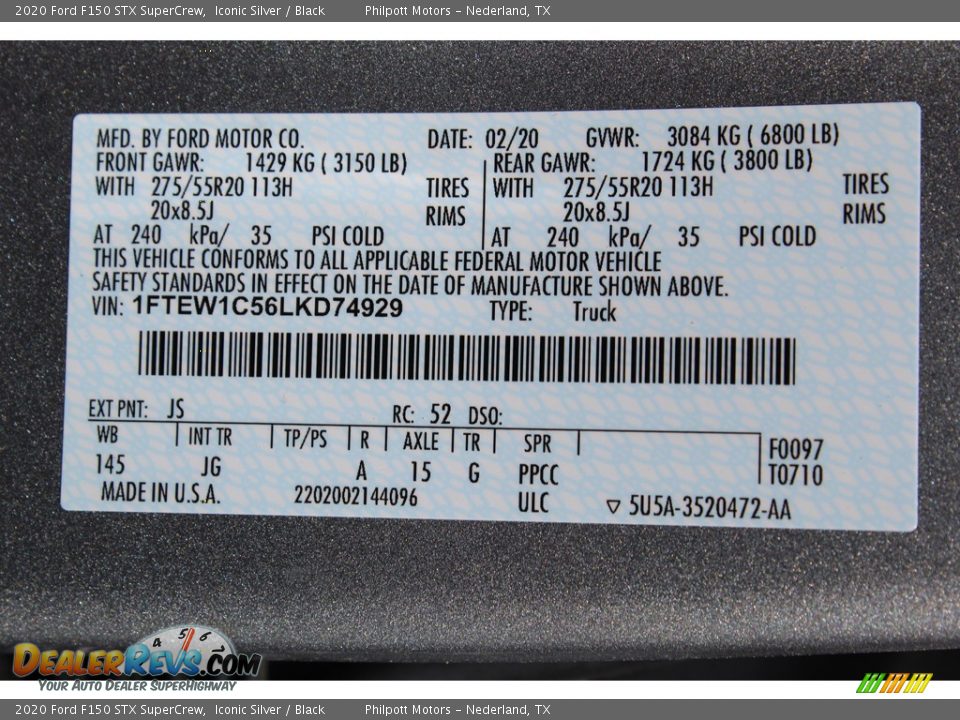 2020 Ford F150 STX SuperCrew, Iconic Silver / Black Philpott Motors – Nederland, TX
MFD. BY FORD MOTOR CO. DATE: 02/20 GVWR: 3084 KG ( 6800 LB)
FRONT GAWR: 1429 KG ( 3150 LB) REAR GAWR: 1724 KG ( 3800 LB)
WITH 275/55R20 113H TIRES WITH 275/55R20 113H TIRES
20x8.5J RIMS 20x8.5J RIMS
AT 240 kPa/ 35 PSI COLD AT 240 kPa/ 35 PSI COLD
THIS VEHICLE CONFORMS TO ALL APPLICABLE FEDERAL MOTOR VEHICLE
SAFETY STANDARDS IN EFFECT ON THE DATE OF MANUFACTURE SHOWN ABOVE.
VIN: 1FTEW1C56LKD74929 TYPE: Truck
EXT PNT: JS RC: 52 DSO:
WB INT TR TP/PS R AXLE TR SPR F0097
145 JG A 15 G PPCC T0710
MADE IN U.S.A. 2202002144096 ULC ▽ 5U5A-3520472-AA
4 5 6
DEALERREVS.COM
YOUR AUTO DEALER SUPERHIGHWAY
2020 Ford F150 STX SuperCrew, Iconic Silver / Black Philpott Motors – Nederland, TX